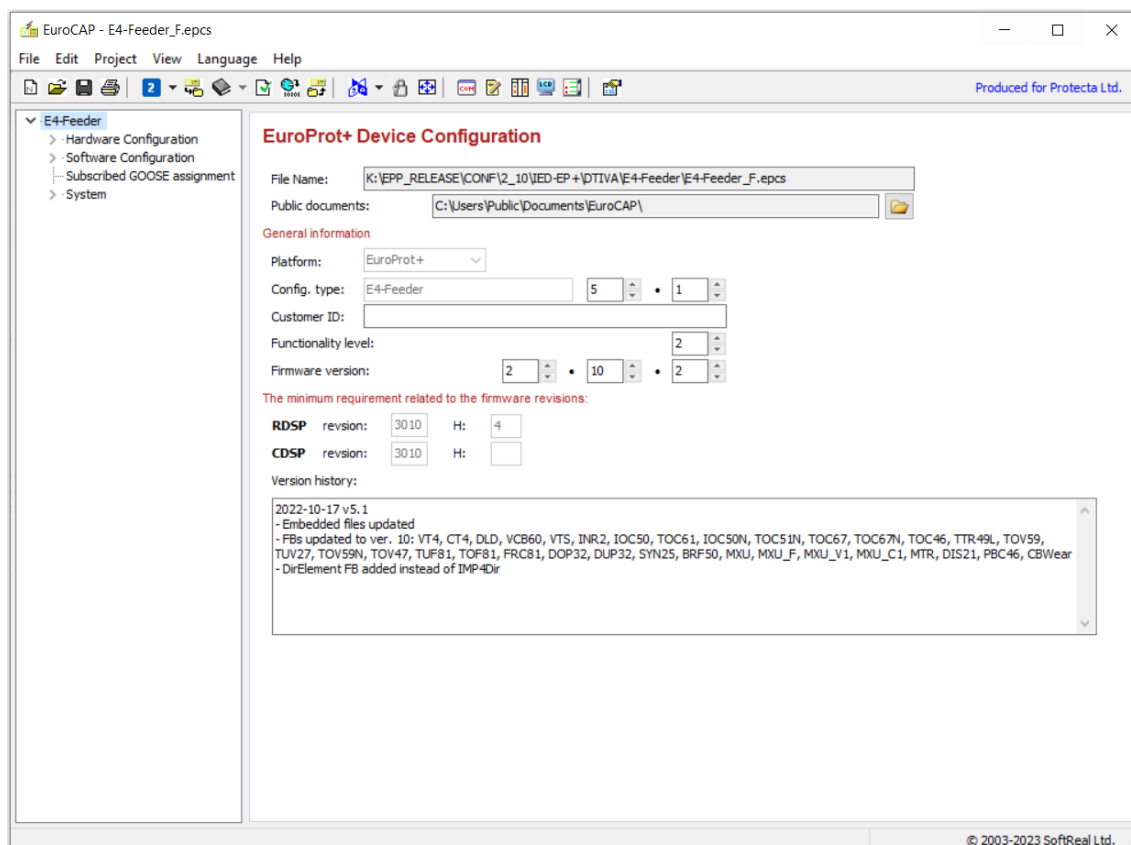 EuroCAP - E4-Feeder_F.epcs
File Edit Project View Language Help
2 COM LCD Produced for Protecta Ltd.
E4-Feeder
Hardware Configuration
Software Configuration
Subscribed GOOSE assignment
System
EuroProt+ Device Configuration
File Name: K:\EPP_RELEASE\CONF\2_10\IED-EP+\DTIVA\E4-Feeder\E4-Feeder_F.epcs
Public documents: C:\Users\Public\Documents\EuroCAP\
General information
Platform: EuroProt+
Config. type: E4-Feeder 5 • 1
Customer ID:
Functionality level: 2
Firmware version: 2 • 10 • 2
The minimum requirement related to the firmware revisions:
RDSP revsion: 3010 H: 4
CDSP revsion: 3010 H:
Version history:
2022-10-17 v5.1
- Embedded files updated
- FBs updated to ver. 10: VT4, CT4, DLD, VCB60, VTS, INR2, IOC50, TOC61, IOC50N, TOC51N, TOC67, TOC67N, TOC46, TTR49L, TOV59,
TUV27, TOV59N, TOV47, TUF81, TOF81, FRC81, DOP32, DUP32, SYN25, BRF50, MXU, MXU_F, MXU_V1, MXU_C1, MTR, DIS21, PBC46, CBWear
- DirElement FB added instead of IMP4Dir
© 2003-2023 SoftReal Ltd.